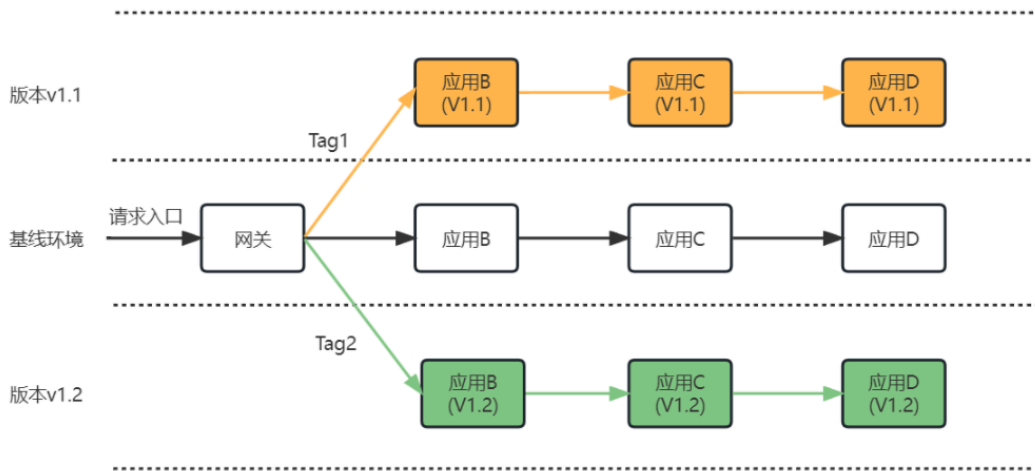 版本v1.1
应用B
(V1.1)
应用C
(V1.1)
应用D
(V1.1)
Tag1
请求入口
基线环境
网关
应用B
应用C
应用D
Tag2
版本v1.2
应用B
(V1.2)
应用C
(V1.2)
应用D
(V1.2)